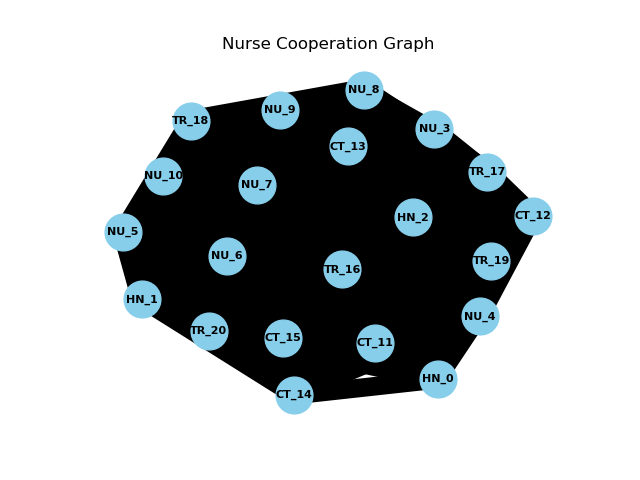 Nurse Cooperation Graph
NU_8
NU_9
TR_18
NU_3
CT_13
TR_17
NU_10
NU_7
CT_12
HN_2
NU_5
NU_6
TR_19
TR_16
HN_1
NU_4
TR_20
CT_15
CT_11
HN_0
CT_14